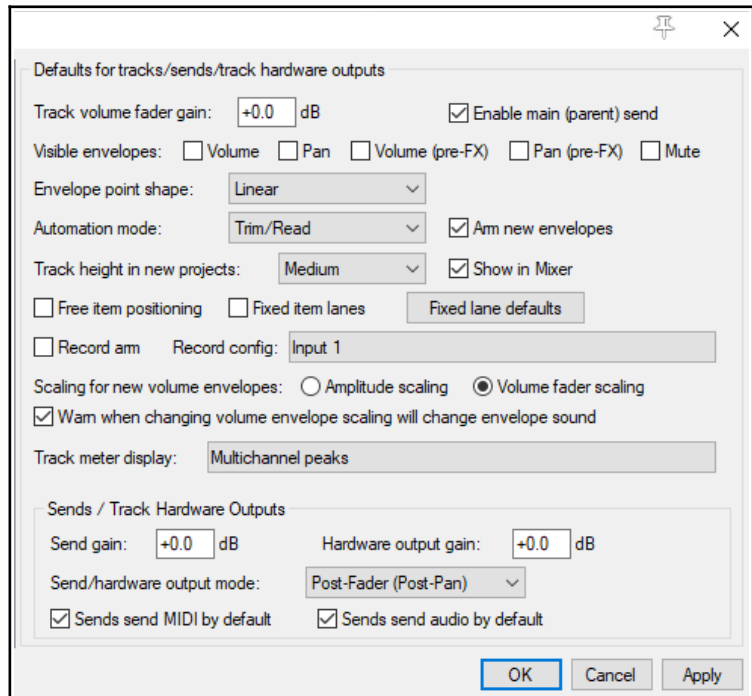 Defaults for tracks/sends/track hardware outputs
Track volume fader gain: +0.0 dB Enable main (parent) send
Visible envelopes: Volume Pan Volume (pre-FX) Pan (pre-FX) Mute
Envelope point shape: Linear
Automation mode: Trim/Read Arm new envelopes
Track height in new projects: Medium Show in Mixer
Free item positioning Fixed item lanes Fixed lane defaults
Record arm Record config: Input 1
Scaling for new volume envelopes: Amplitude scaling Volume fader scaling
Warn when changing volume envelope scaling will change envelope sound
Track meter display: Multichannel peaks
Sends / Track Hardware Outputs
Send gain: +0.0 dB Hardware output gain: +0.0 dB
Send/hardware output mode: Post-Fader (Post-Pan)
Sends send MIDI by default Sends send audio by default
OK Cancel Apply